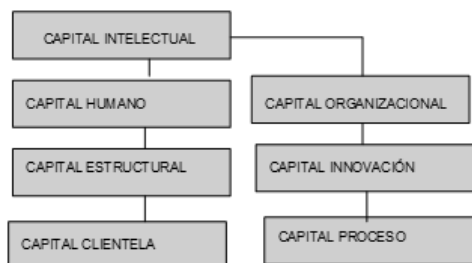 CAPITAL INTELECTUAL
CAPITAL HUMANO
CAPITAL ORGANIZACIONAL
CAPITAL ESTRUCTURAL
CAPITAL INNOVACIÓN
CAPITAL CLIENTELA
CAPITAL PROCESO